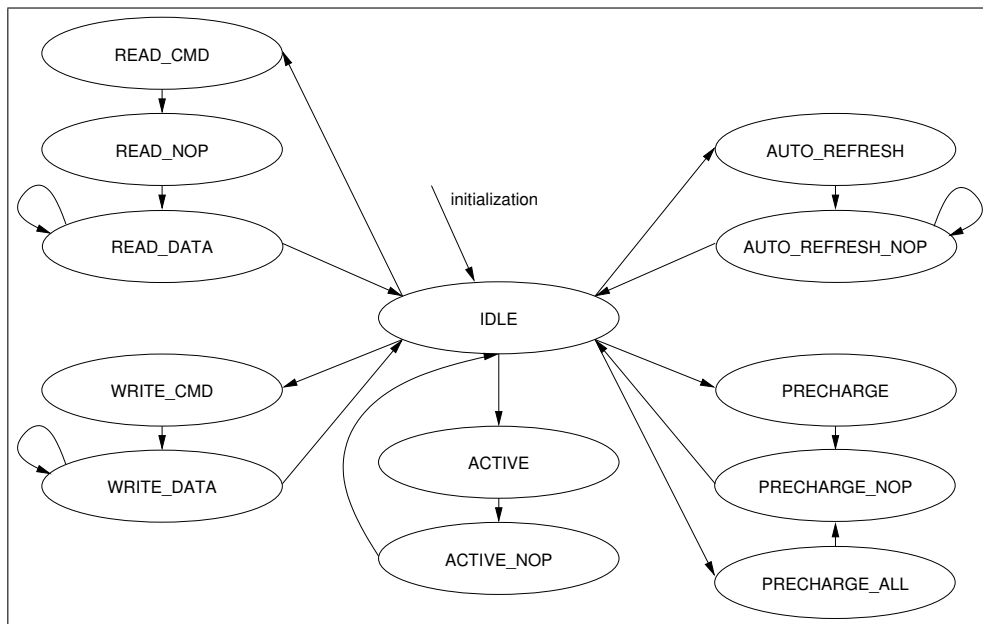 READ_CMD
READ_NOP
READ_DATA
initialization
AUTO_REFRESH
AUTO_REFRESH_NOP
IDLE
WRITE_CMD
WRITE_DATA
ACTIVE
ACTIVE_NOP
PRECHARGE
PRECHARGE_NOP
PRECHARGE_ALL